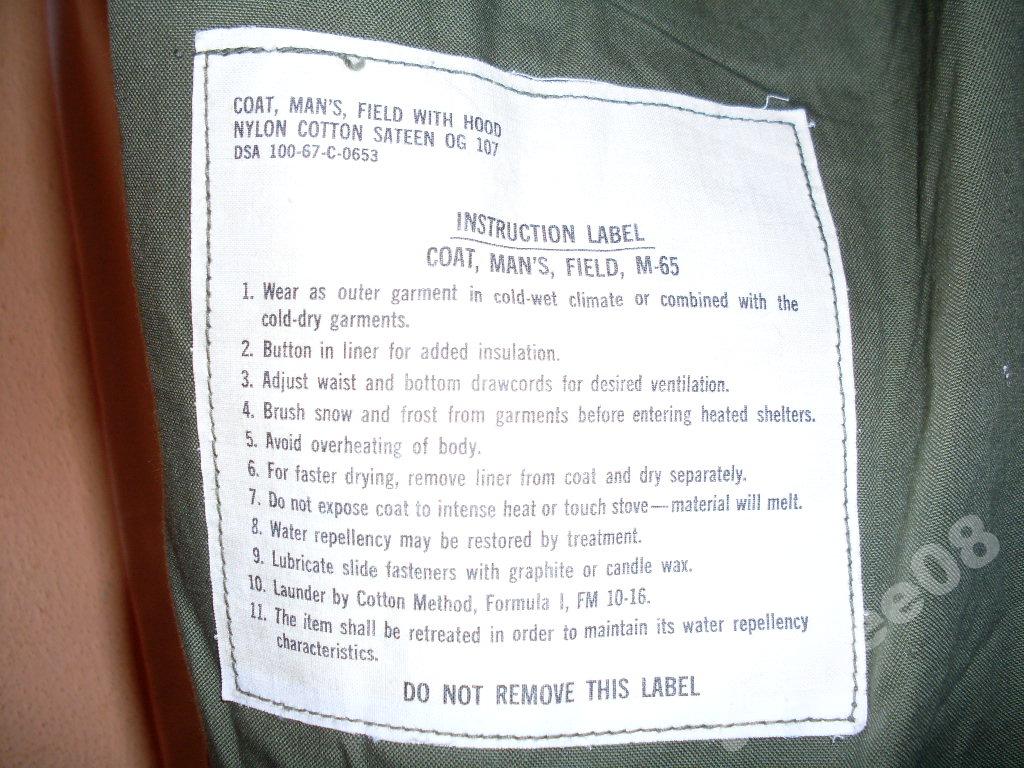 COAT, MAN'S, FIELD WITH HOOD
NYLON COTTON SATEEN OG 107
DSA 100-67-C-0653
INSTRUCTION LABEL
COAT, MAN'S, FIELD, M-65
1. Wear as outer garment in cold-wet climate or combined with the
cold-dry garments.
2. Button in liner for added insulation.
3. Adjust waist and bottom drawcords for desired ventilation.
4. Brush snow and frost from garments before entering heated shelters.
5. Avoid overheating of body.
6. For faster drying, remove liner from coat and dry separately.
7. Do not expose coat to intense heat or touch stove—material will melt.
8. Water repellency may be restored by treatment.
9. Lubricate slide fasteners with graphite or candle wax.
10. Launder by Cotton Method, Formula I, FM 10-16.
11. The item shall be retreated in order to maintain its water repellency
characteristics.
DO NOT REMOVE THIS LABEL